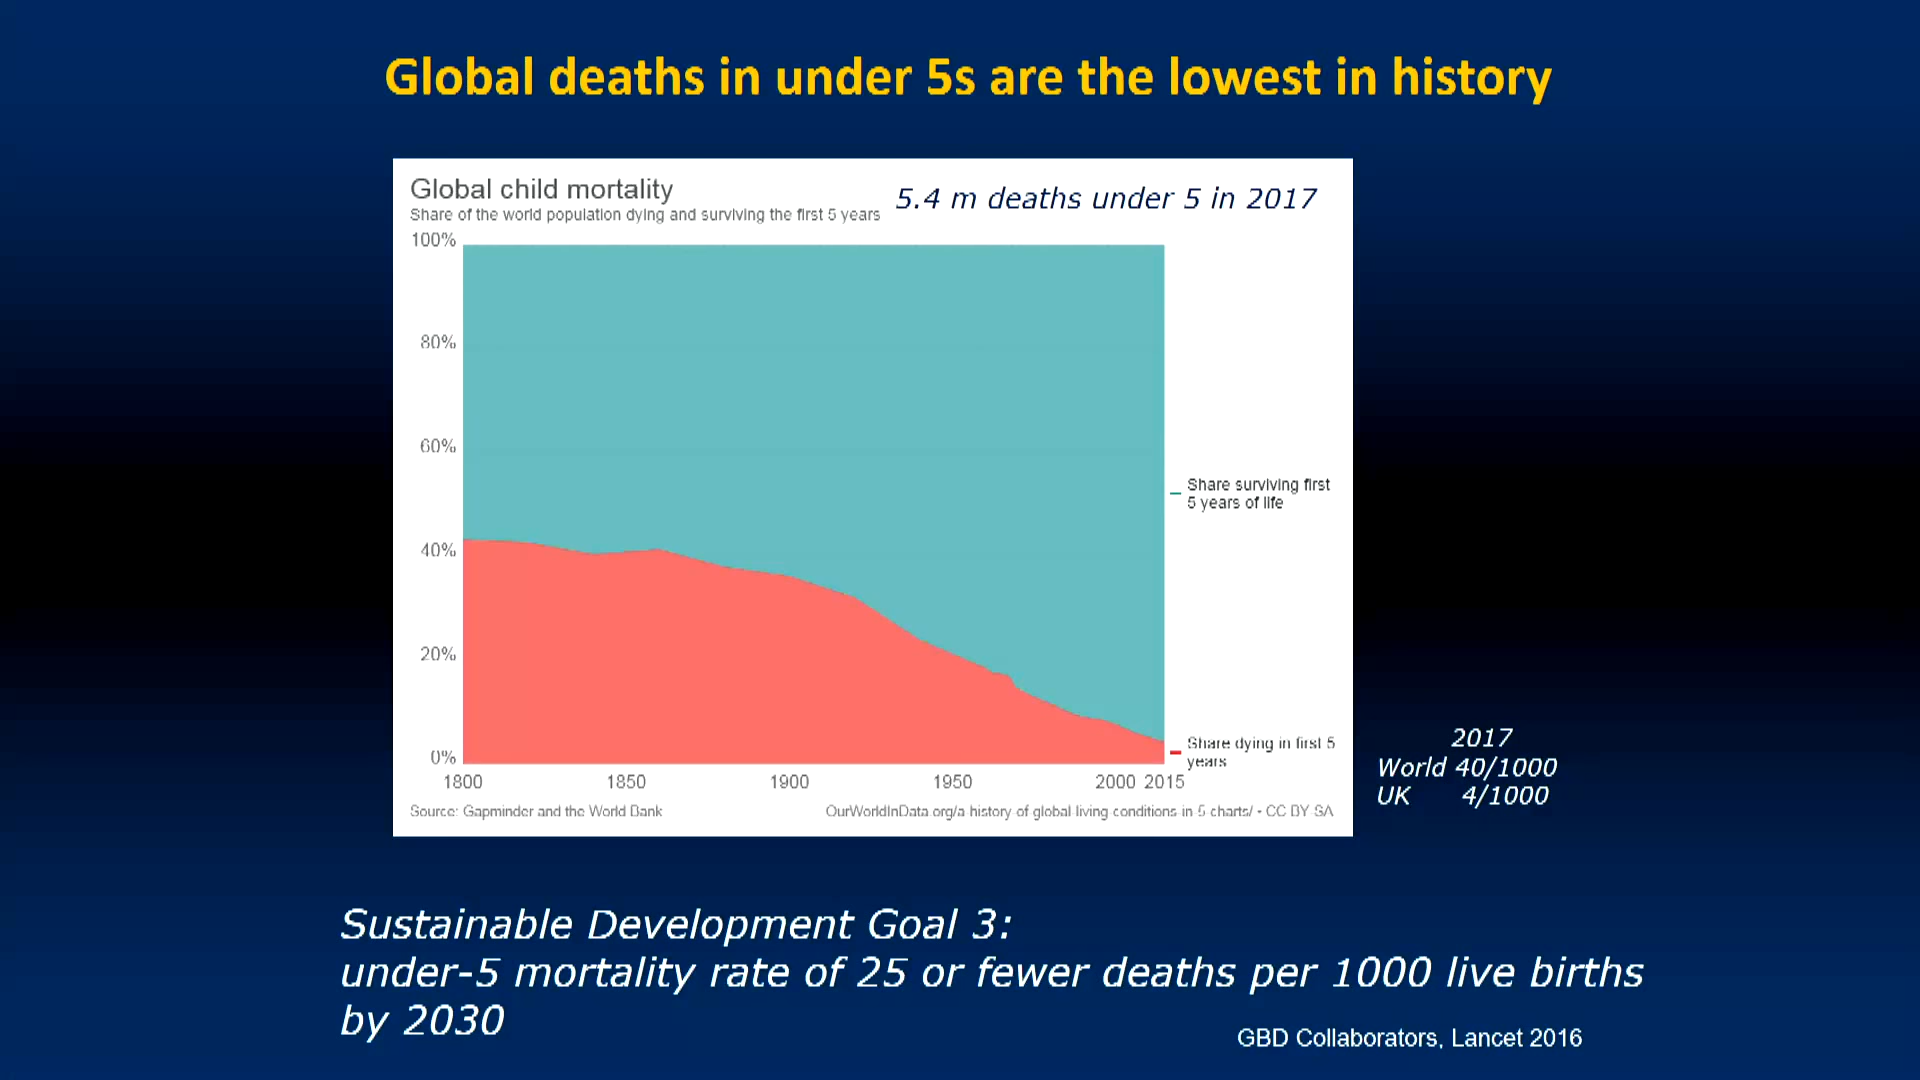 Global deaths in under 5s are the lowest in history
Global child mortality
Share of the world population dying and surviving the first 5 years
5.4 m deaths under 5 in 2017
100%
80%
60%
40%
20%
0%
1800 1850 1900 1950 2000 2015
Share surviving first
5 years of life
Share dying in first 5
years
Source: Gapminder and the World Bank
OurWorldInData.org/a-history-of-global-living-conditions-in-5-charts/ • CC BY-SA
2017
World 40/1000
UK 4/1000
Sustainable Development Goal 3:
under-5 mortality rate of 25 or fewer deaths per 1000 live births
by 2030
GBD Collaborators, Lancet 2016